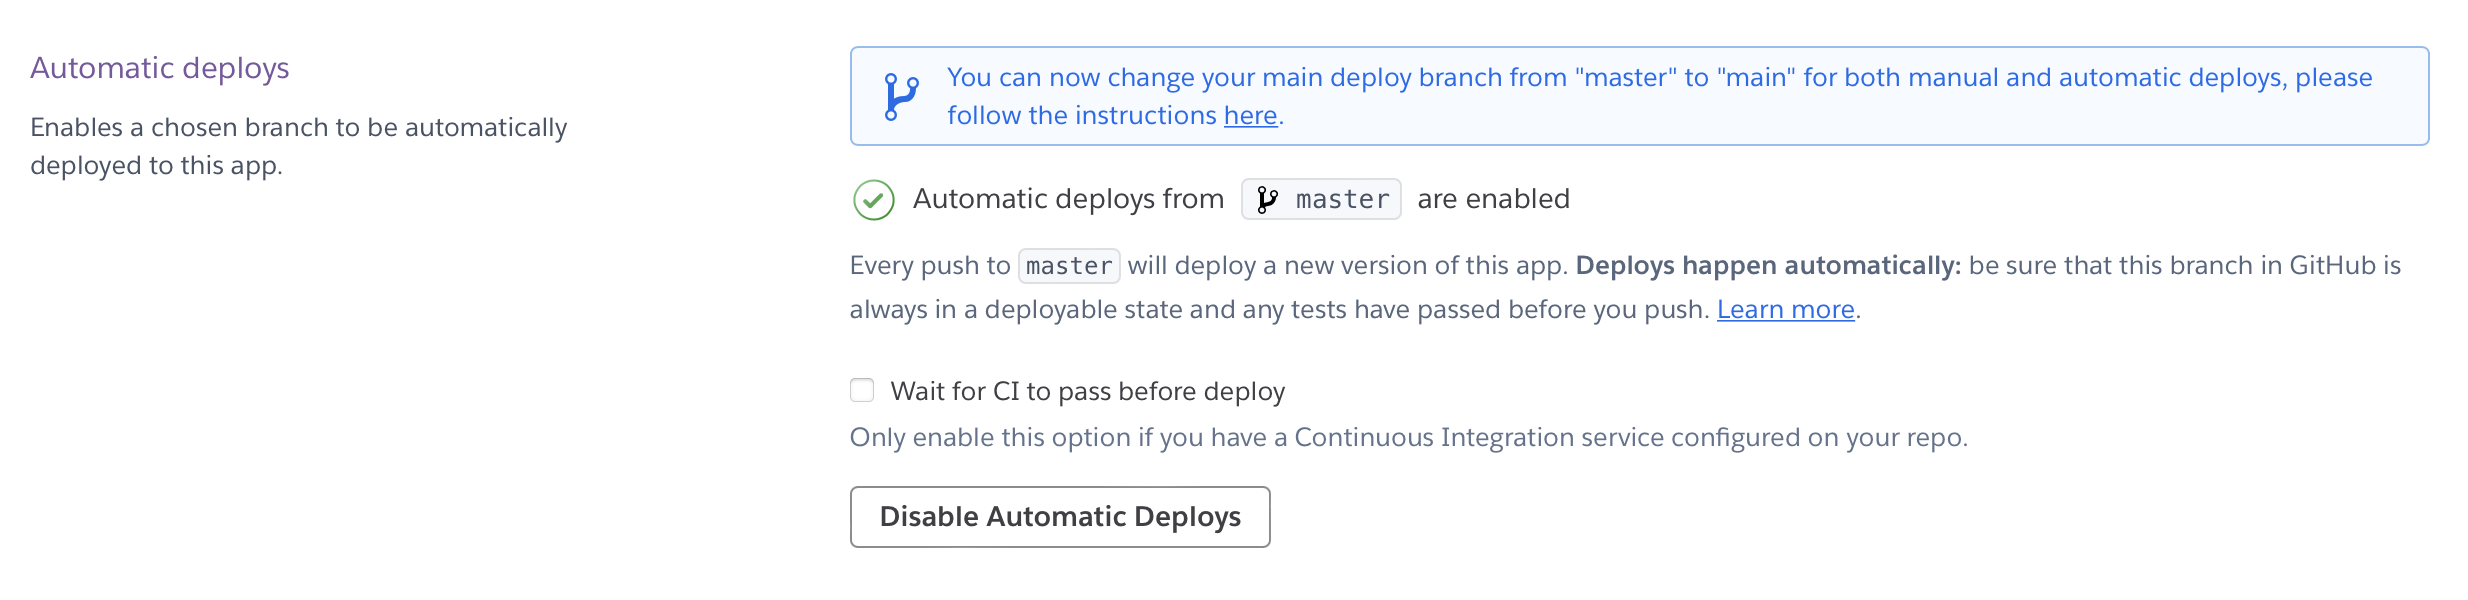 Automatic deploys
Enables a chosen branch to be automatically
deployed to this app.
You can now change your main deploy branch from "master" to "main" for both manual and automatic deploys, please
follow the instructions here.
Automatic deploys from master are enabled
Every push to master will deploy a new version of this app. Deploys happen automatically: be sure that this branch in GitHub is
always in a deployable state and any tests have passed before you push. Learn more.
Wait for CI to pass before deploy
Only enable this option if you have a Continuous Integration service configured on your repo.
Disable Automatic Deploys